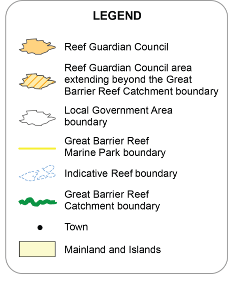 LEGEND
Reef Guardian Council
Reef Guardian Council area
extending beyond the Great
Barrier Reef Catchment boundary
Local Government Area
boundary
Great Barrier Reef
Marine Park boundary
Indicative Reef boundary
Great Barrier Reef
Catchment boundary
Town
Mainland and Islands